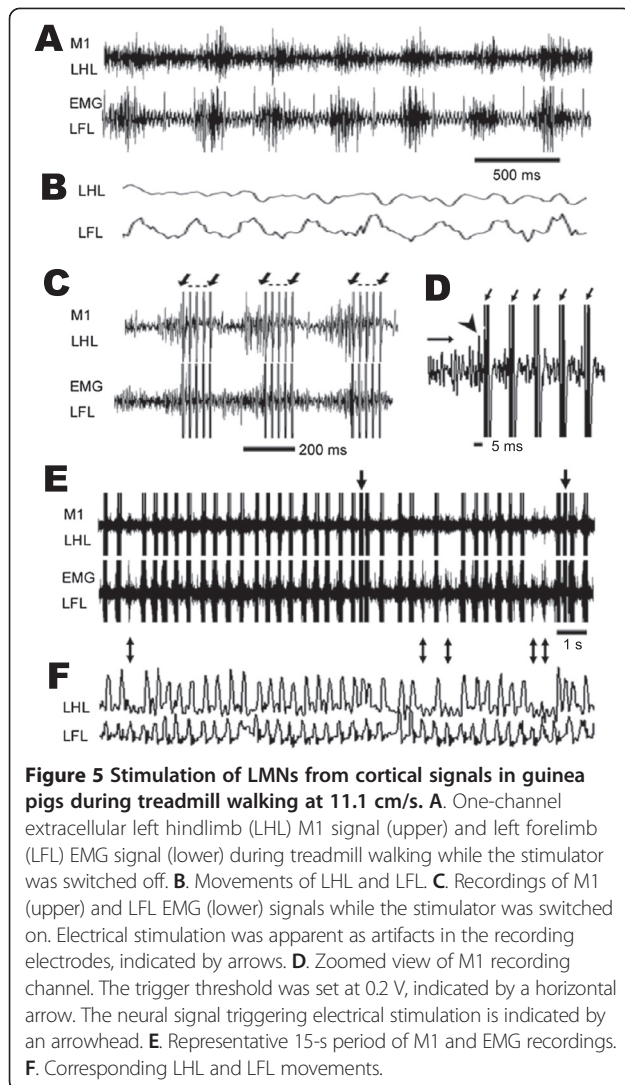 A
M1
LHL
EMG
LFL
500 ms
B
LHL
LFL
C
D
M1
LHL
EMG
LFL
200 ms
5 ms
E
M1
LHL
EMG
LFL
1 s
F
LHL
LFL
Figure 5 Stimulation of LMNs from cortical signals in guinea
pigs during treadmill walking at 11.1 cm/s. A. One-channel
extracellular left hindlimb (LHL) M1 signal (upper) and left forelimb
(LFL) EMG signal (lower) during treadmill walking while the stimulator
was switched off. B. Movements of LHL and LFL. C. Recordings of M1
(upper) and LFL EMG (lower) signals while the stimulator was switched
on. Electrical stimulation was apparent as artifacts in the recording
electrodes, indicated by arrows. D. Zoomed view of M1 recording
channel. The trigger threshold was set at 0.2 V, indicated by a horizontal
arrow. The neural signal triggering electrical stimulation is indicated by
an arrowhead. E. Representative 15-s period of M1 and EMG recordings.
F. Corresponding LHL and LFL movements.